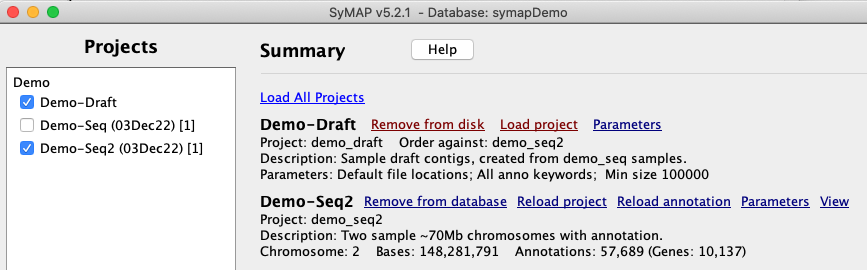 SyMAP v5.2.1 - Database: symapDemo
Projects
Demo
Demo-Draft
Demo-Seq (03Dec22) [1]
Demo-Seq2 (03Dec22) [1]
Summary Help
Load All Projects
Demo-Draft Remove from disk Load project Parameters
Project: demo_draft Order against: demo_seq2
Description: Sample draft contigs, created from demo_seq samples.
Parameters: Default file locations; All anno keywords; Min size 100000
Demo-Seq2 Remove from database Reload project Reload annotation Parameters View
Project: demo_seq2
Description: Two sample ~70Mb chromosomes with annotation.
Chromosome: 2 Bases: 148,281,791 Annotations: 57,689 (Genes: 10,137)